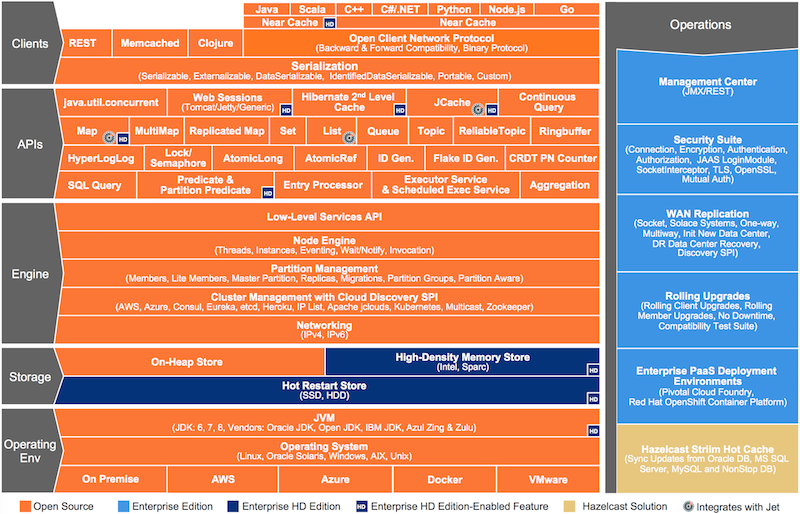 Clients
Java Scala C++ C#/.NET Python Node.js Go
Near Cache HD Near Cache
REST Memcached Clojure
Open Client Network Protocol
(Backward & Forward Compatibility, Binary Protocol)
Serialization
(Serializable, Externalizable, DataSerializable, IdentifiedDataSerializable, Portable, Custom)
APIs
java.util.concurrent
Web Sessions
(Tomcat/Jetty/Generic) HD
Hibernate 2nd Level
Cache HD
JCache HD
Continuous
Query
Map HD MultiMap Replicated Map Set List Queue Topic ReliableTopic Ringbuffer
HyperLogLog
Lock/
Semaphore
AtomicLong AtomicRef ID Gen. Flake ID Gen. CRDT PN Counter
SQL Query
Predicate &
Partition Predicate HD
Entry Processor
Executor Service
& Scheduled Exec Service
Aggregation
Engine
Low-Level Services API
Node Engine
(Threads, Instances, Eventing, Wait/Notify, Invocation)
Partition Management
(Members, Lite Members, Master Partition, Replicas, Migrations, Partition Groups, Partition Aware)
Cluster Management with Cloud Discovery SPI
(AWS, Azure, Consul, Eureka, etcd, Heroku, IP List, Apache jclouds, Kubernetes, Multicast, Zookeeper)
Networking
(IPv4, IPv6)
Storage
On-Heap Store
High-Density Memory Store
(Intel, Sparc) HD
Hot Restart Store
(SSD, HDD) HD
Operating
Env
JVM
(JDK: 6, 7, 8, Vendors: Oracle JDK, Open JDK, IBM JDK, Azul Zing & Zulu) HD
Operating System
(Linux, Oracle Solaris, Windows, AIX, Unix)
On Premise AWS Azure Docker VMware
Operations
Management Center
(JMX/REST)
Security Suite
(Connection, Encryption, Authentication,
Authorization, JAAS LoginModule,
SocketInterceptor, TLS, OpenSSL,
Mutual Auth)
WAN Replication
(Socket, Solace Systems, One-way,
Multiway, Init New Data Center,
DR Data Center Recovery,
Discovery SPI)
Rolling Upgrades
(Rolling Client Upgrades, Rolling
Member Upgrades, No Downtime,
Compatibility Test Suite)
Enterprise PaaS Deployment
Environments
(Pivotal Cloud Foundry,
Red Hat OpenShift Container Platform)
Hazelcast Striim Hot Cache
(Sync Updates from Oracle DB, MS SQL
Server, MySQL and NonStop DB)
Open Source Enterprise Edition Enterprise HD Edition HD Enterprise HD Edition-Enabled Feature Hazelcast Solution Integrates with Jet